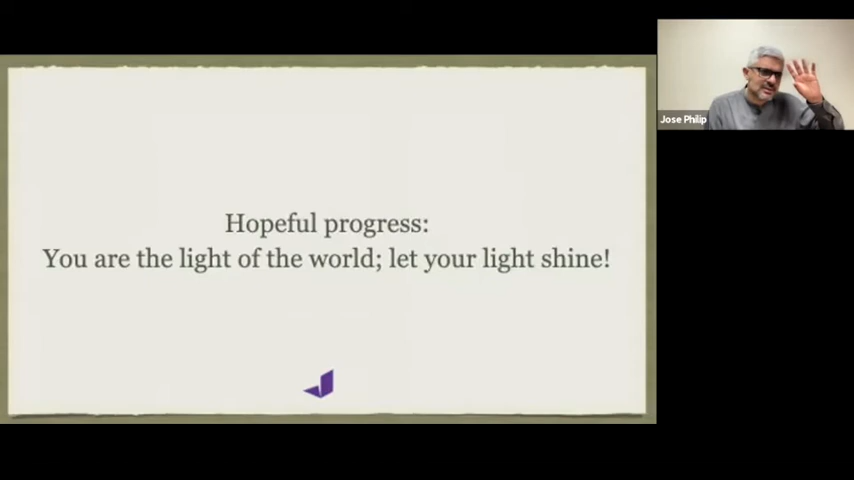 Hopeful progress:
You are the light of the world; let your light shine!
Jose Philip